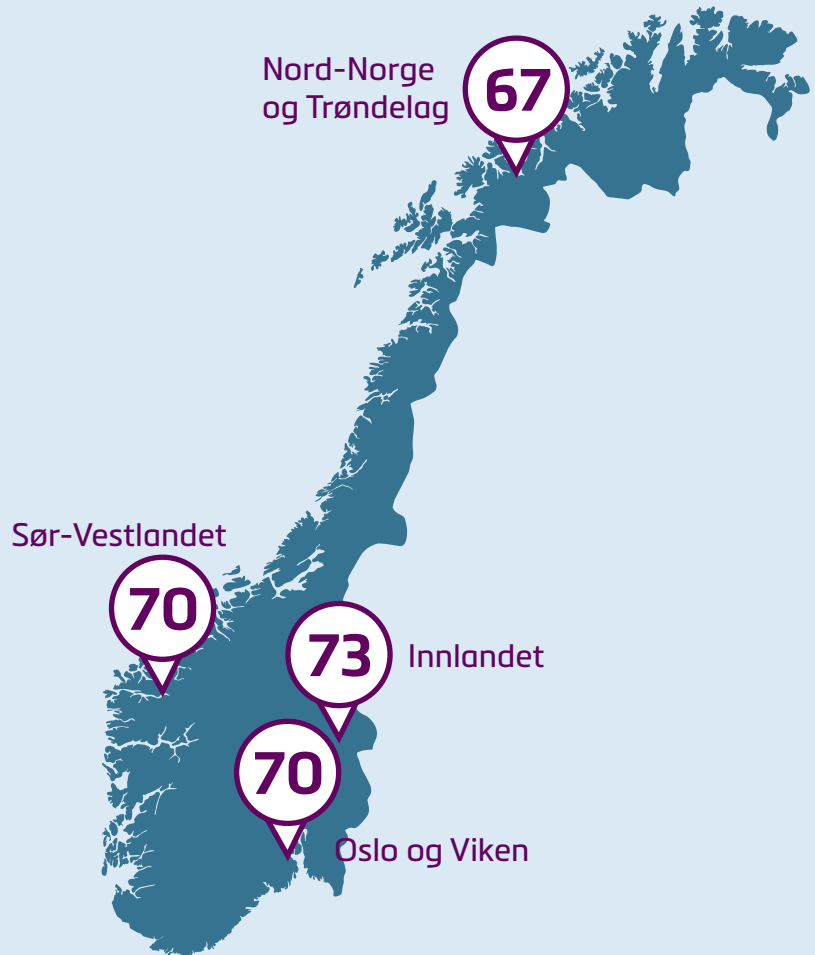 Nord-Norge
og Trøndelag
67
Sør-Vestlandet
70
73
Innlandet
70
Oslo og Viken